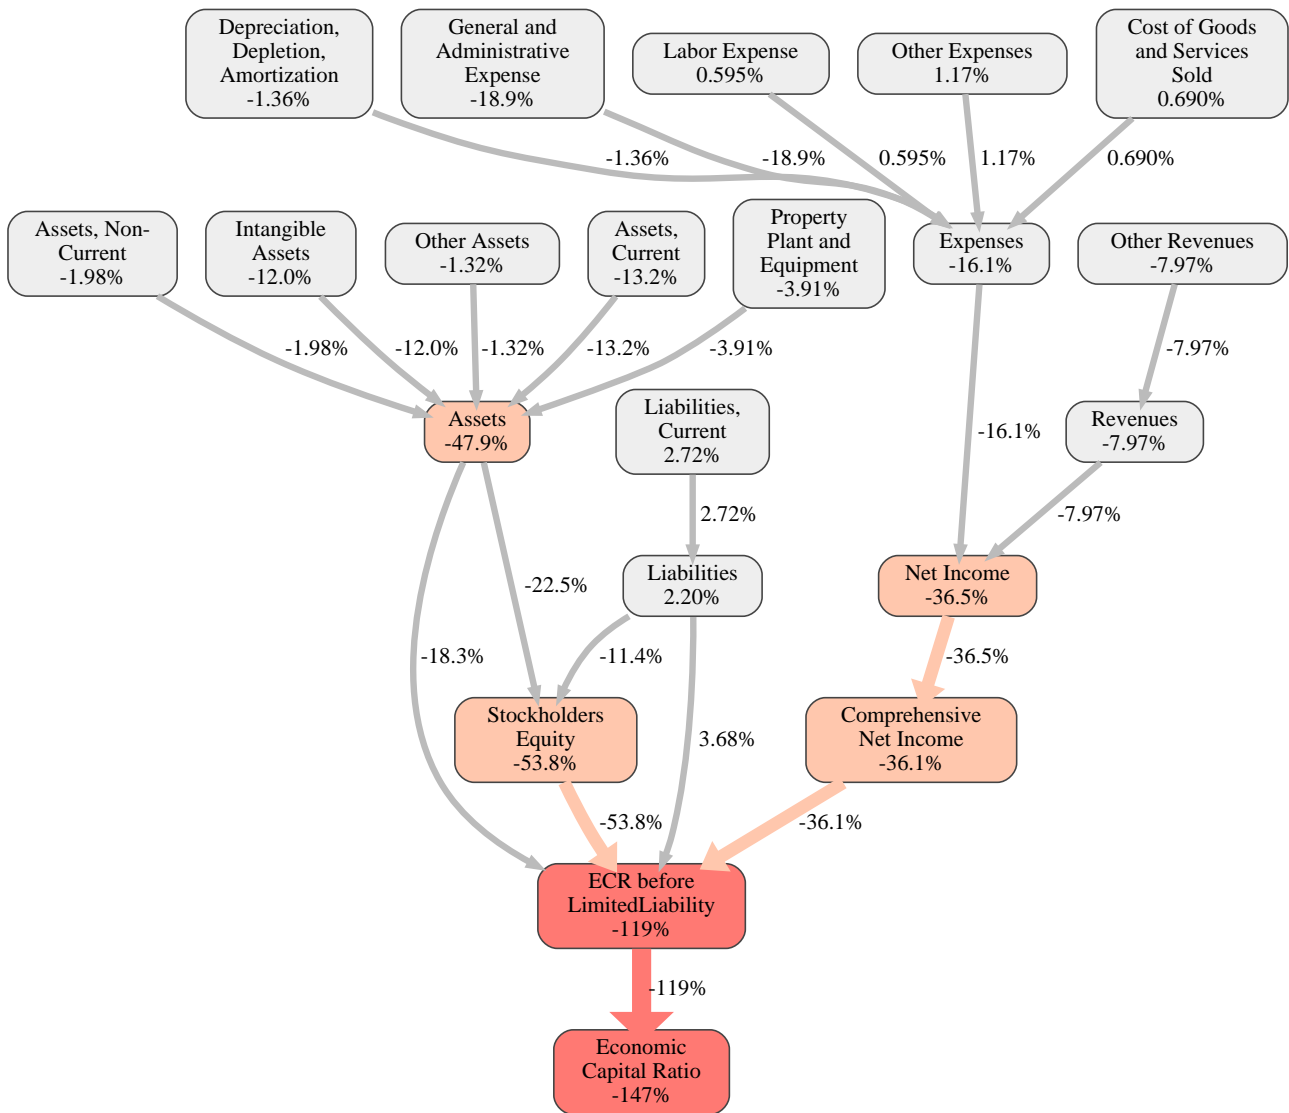 Depreciation,
Depletion,
Amortization
-1.36%
General and
Administrative
Expense
-18.9%
Labor Expense
0.595%
Other Expenses
1.17%
Cost of Goods
and Services
Sold
0.690%
-1.36%
-18.9%
0.595%
1.17%
0.690%
Assets, Non-
Current
-1.98%
Intangible
Assets
-12.0%
Other Assets
-1.32%
Assets,
Current
-13.2%
Property
Plant and
Equipment
-3.91%
Expenses
-16.1%
Other Revenues
-7.97%
-1.98%
-12.0%
-1.32%
-13.2%
-3.91%
-7.97%
Assets
-47.9%
Liabilities,
Current
2.72%
-16.1%
Revenues
-7.97%
2.72%
-7.97%
-22.5%
Liabilities
2.20%
Net Income
-36.5%
-18.3%
-11.4%
-36.5%
Stockholders
Equity
-53.8%
3.68%
Comprehensive
Net Income
-36.1%
-53.8%
-36.1%
ECR before
LimitedLiability
-119%
-119%
Economic
Capital Ratio
-147%